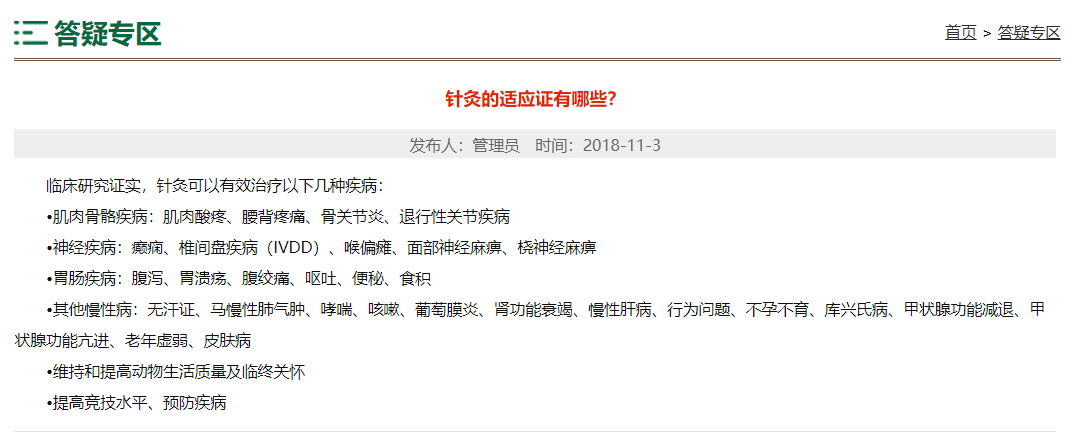 答疑专区
首页 > 答疑专区
针灸的适应证有哪些?
发布人：管理员 时间：2018-11-3
临床研究证实，针灸可以有效治疗以下几种疾病：
•肌肉骨骼疾病：肌肉酸疼、腰背疼痛、骨关节炎、退行性关节疾病
•神经疾病：癫痫、椎间盘疾病（IVDD）、喉偏瘫、面部神经麻痹、桡神经麻痹
•胃肠疾病：腹泻、胃溃疡、腹绞痛、呕吐、便秘、食积
•其他慢性病：无汗证、马慢性肺气肿、哮喘、咳嗽、葡萄膜炎、肾功能衰竭、慢性肝病、行为问题、不孕不育、库兴氏病、甲状腺功能减退、甲
状腺功能亢进、老年虚弱、皮肤病
•维持和提高动物生活质量及临终关怀
•提高竞技水平、预防疾病